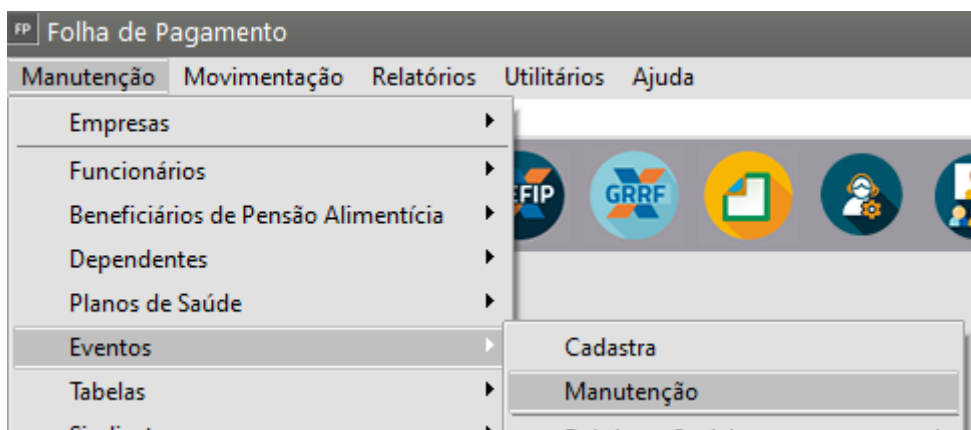 FP Folha de Pagamento
Manutenção Movimentação Relatórios Utilitários Ajuda
Empresas
Funcionários
Beneficiários de Pensão Alimentícia
Dependentes
Planos de Saúde
EFIP GRRF
Eventos
Cadastra
Tabelas
Manutenção